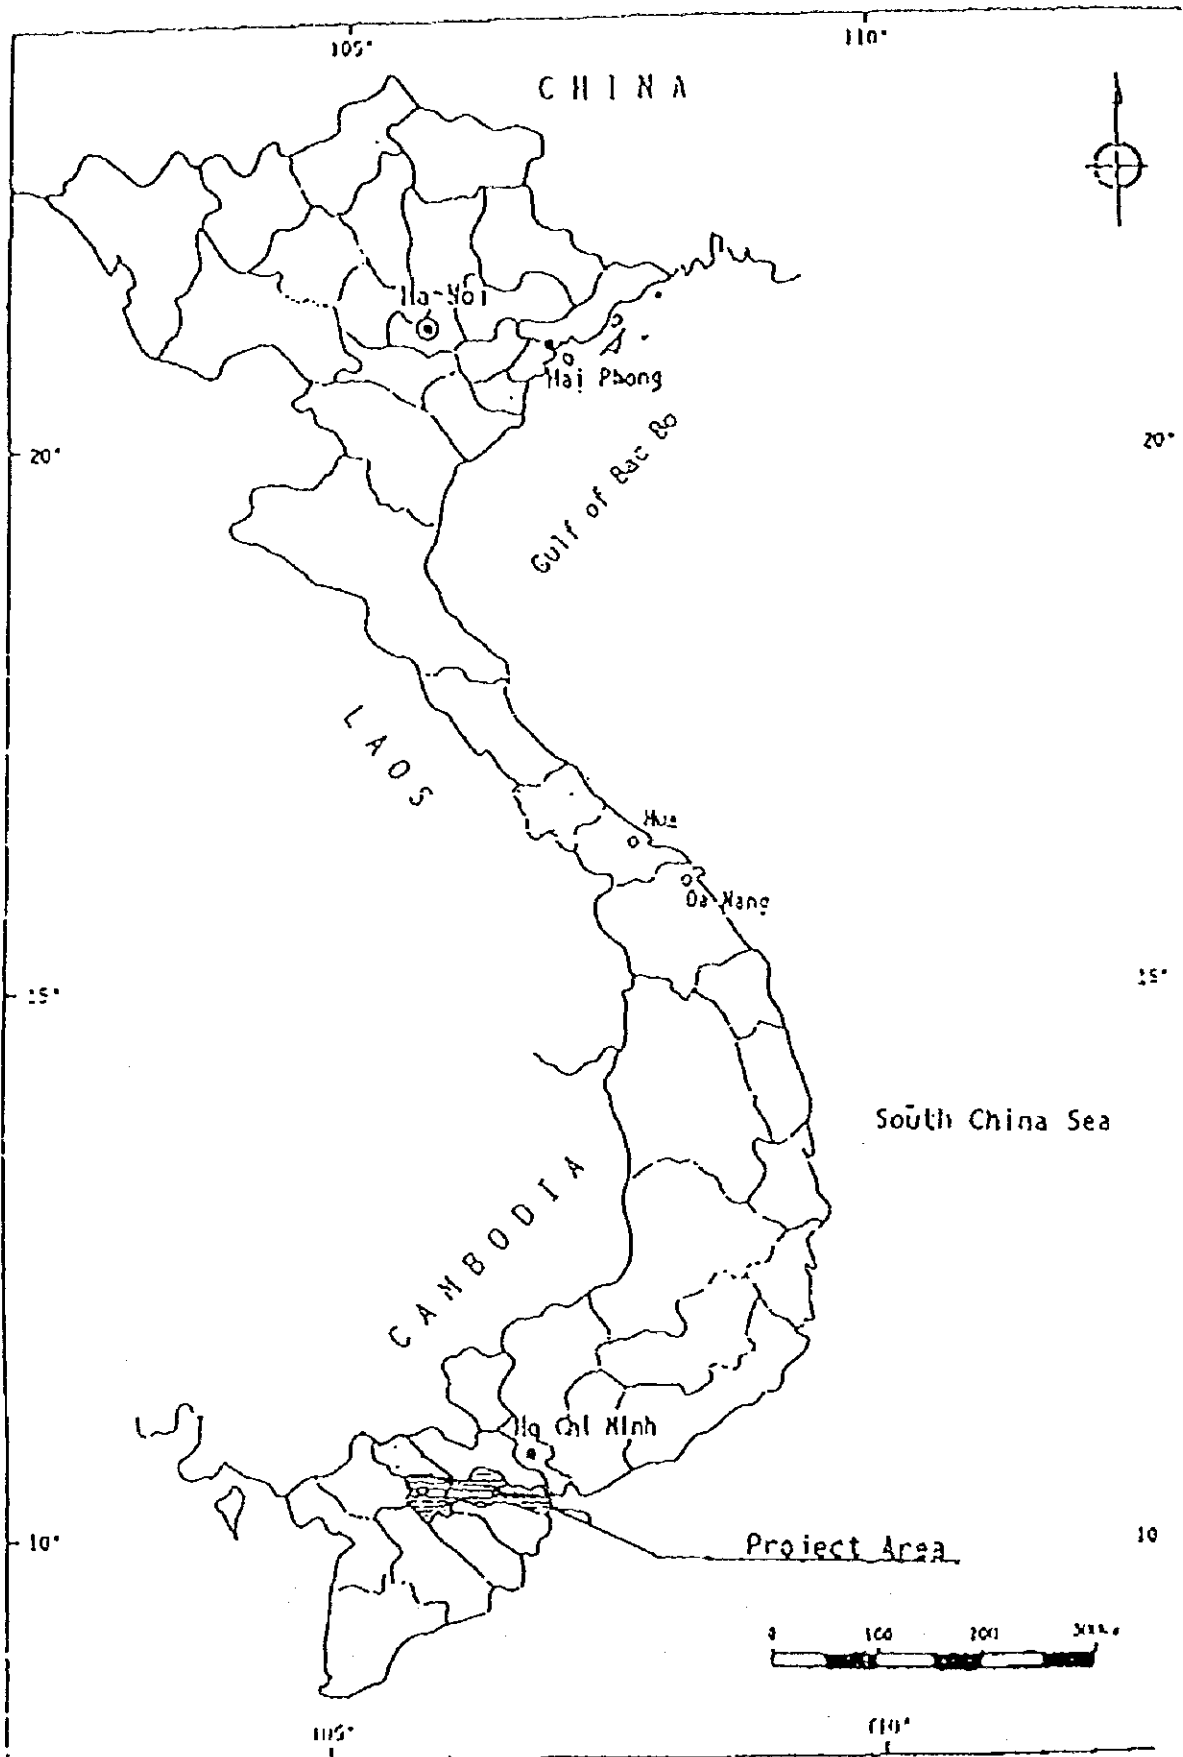 105°
110°
CHINA
Ha-Noi
Hai Phong
20°
20°
Gulf of Bac Bo
LAOS
Hue
Da Nang
15°
15°
South China Sea
CAMBODIA
Ho Chi Minh
10°
Project Area
10
0 100 200 300
105°
110°